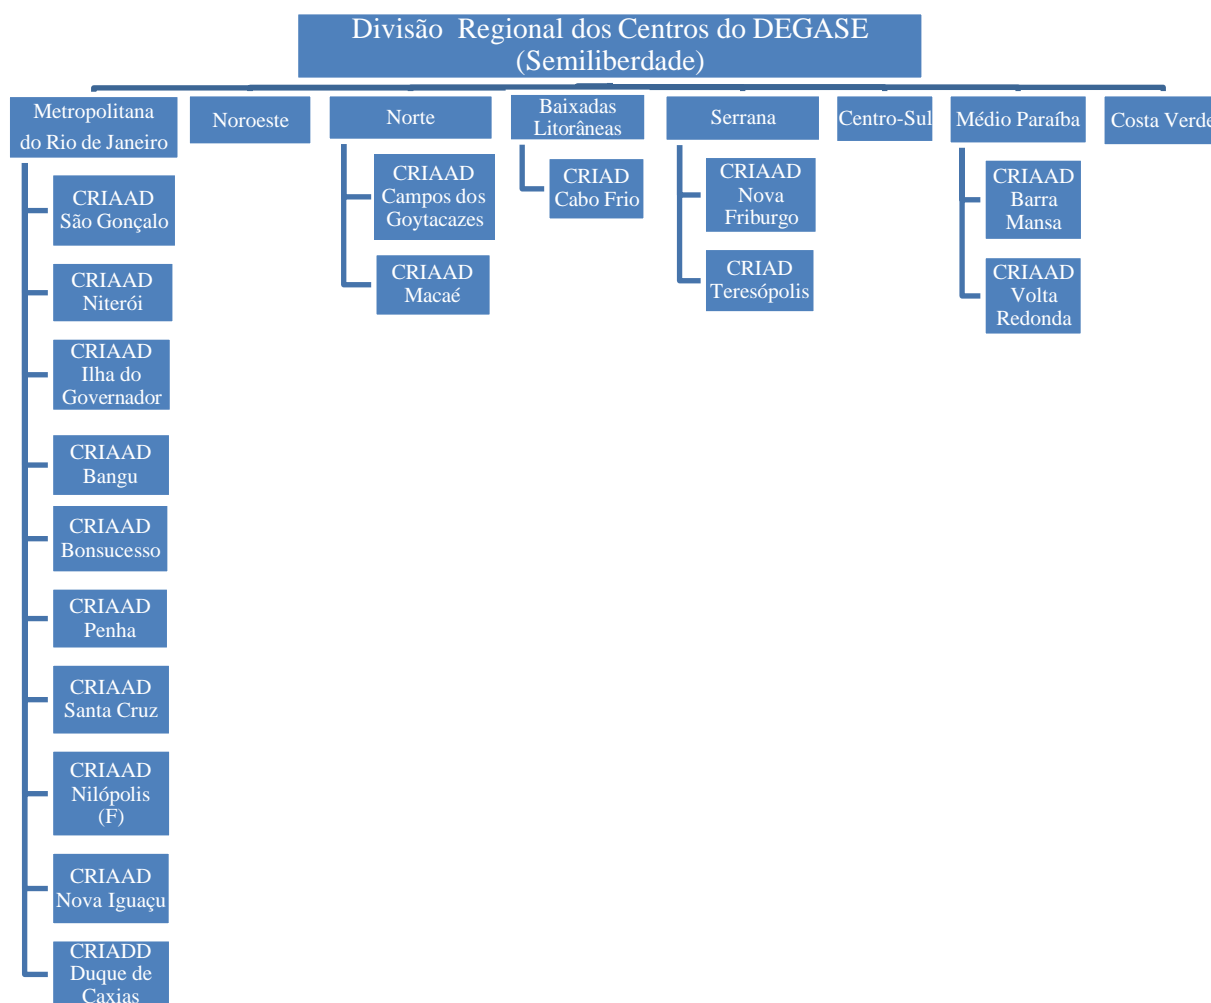 Divisão Regional dos Centros do DEGASE
(Semiliberdade)
Metropolitana
do Rio de Janeiro
Noroeste
Norte
Baixadas
Litorâneas
Serrana
Centro-Sul
Médio Paraíba
Costa Verde
CRIAAD
São Gonçalo
CRIAAD
Niterói
CRIAAD
Ilha do
Governador
CRIAAD
Bangu
CRIAAD
Bonsucesso
CRIAAD
Penha
CRIAAD
Santa Cruz
CRIAAD
Nilópolis
(F)
CRIAAD
Nova Iguaçu
CRIADD
Duque de
Caxias
CRIAAD
Campos dos
Goytacazes
CRIAAD
Macaé
CRIAD
Cabo Frio
CRIAAD
Nova
Friburgo
CRIAD
Teresópolis
CRIAAD
Barra
Mansa
CRIAAD
Volta
Redonda